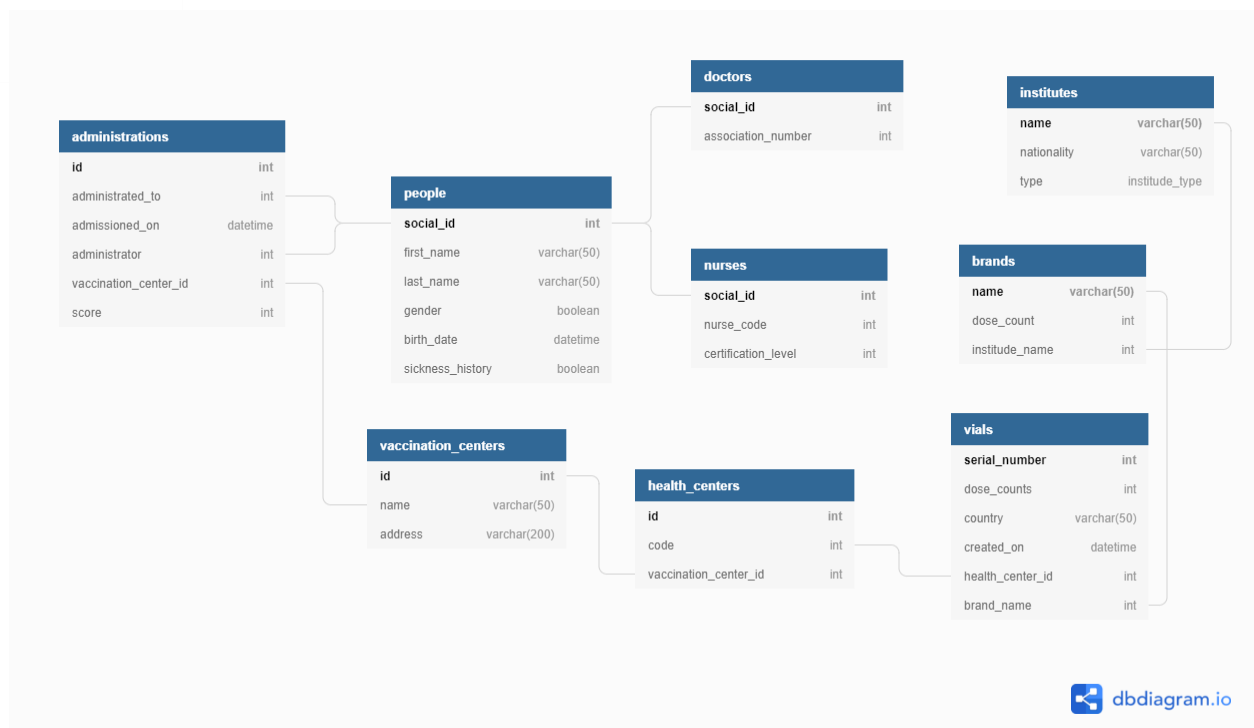 administrations
id int
administrated_to int
admissioned_on datetime
administrator int
vaccination_center_id int
score int
people
social_id int
first_name varchar(50)
last_name varchar(50)
gender boolean
birth_date datetime
sickness_history boolean
doctors
social_id int
association_number int
nurses
social_id int
nurse_code int
certification_level int
institutes
name varchar(50)
nationality varchar(50)
type institude_type
brands
name varchar(50)
dose_count int
institude_name int
vaccination_centers
id int
name varchar(50)
address varchar(200)
health_centers
id int
code int
vaccination_center_id int
vials
serial_number int
dose_counts int
country varchar(50)
created_on datetime
health_center_id int
brand_name int
dbdiagram.io